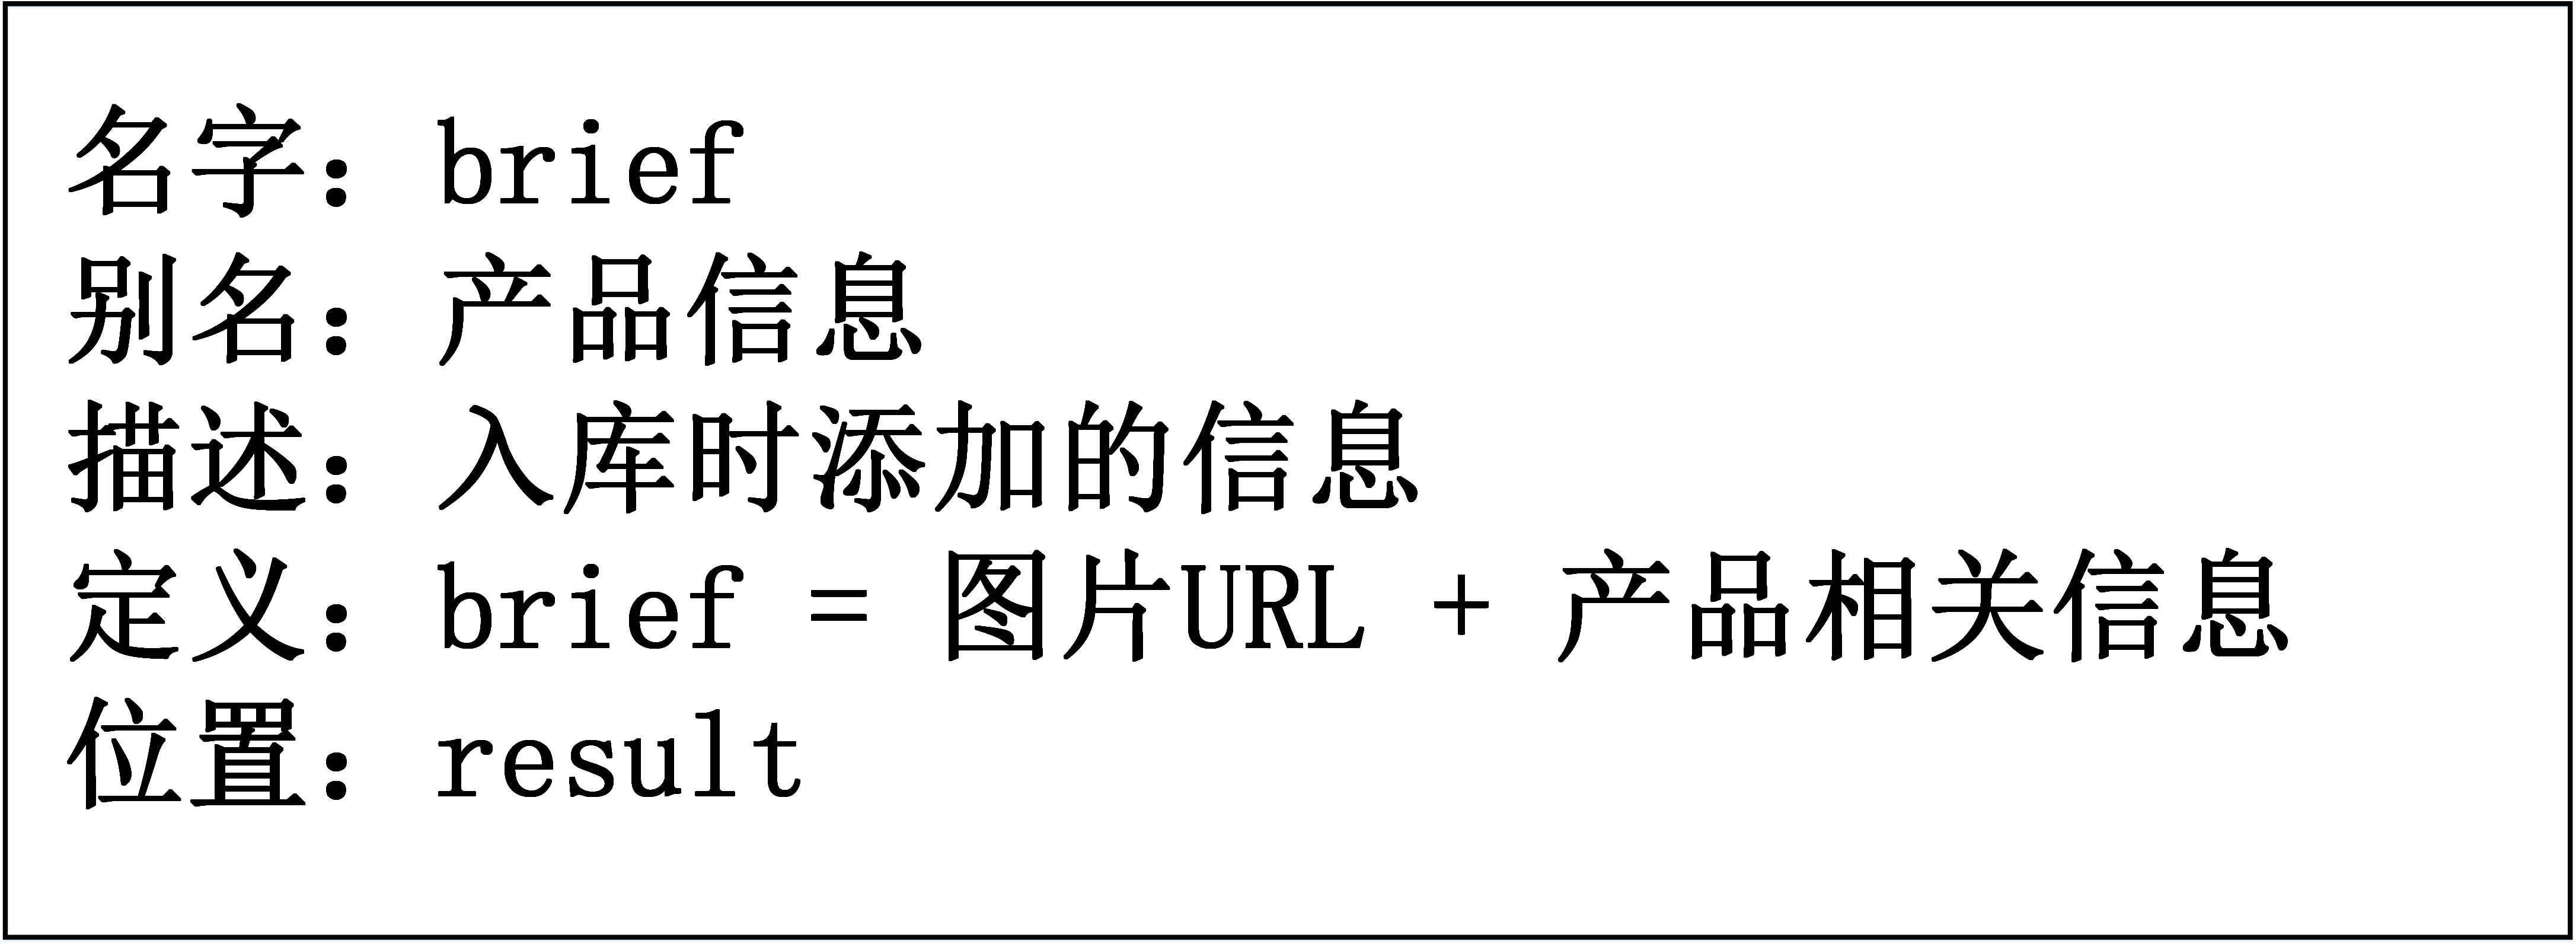 名字：brief
别名：产品信息
描述：入库时添加的信息
定义：brief = 图片URL + 产品相关信息
位置：result